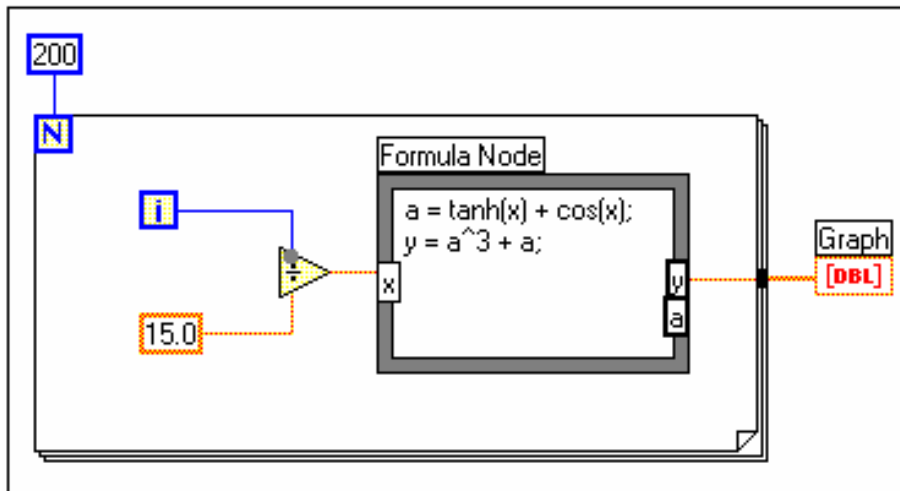 200
N
Formula Node
i
a = tanh(x) + cos(x);
y = a^3 + a;
÷
x
15.0
y
a
Graph
[DBL]